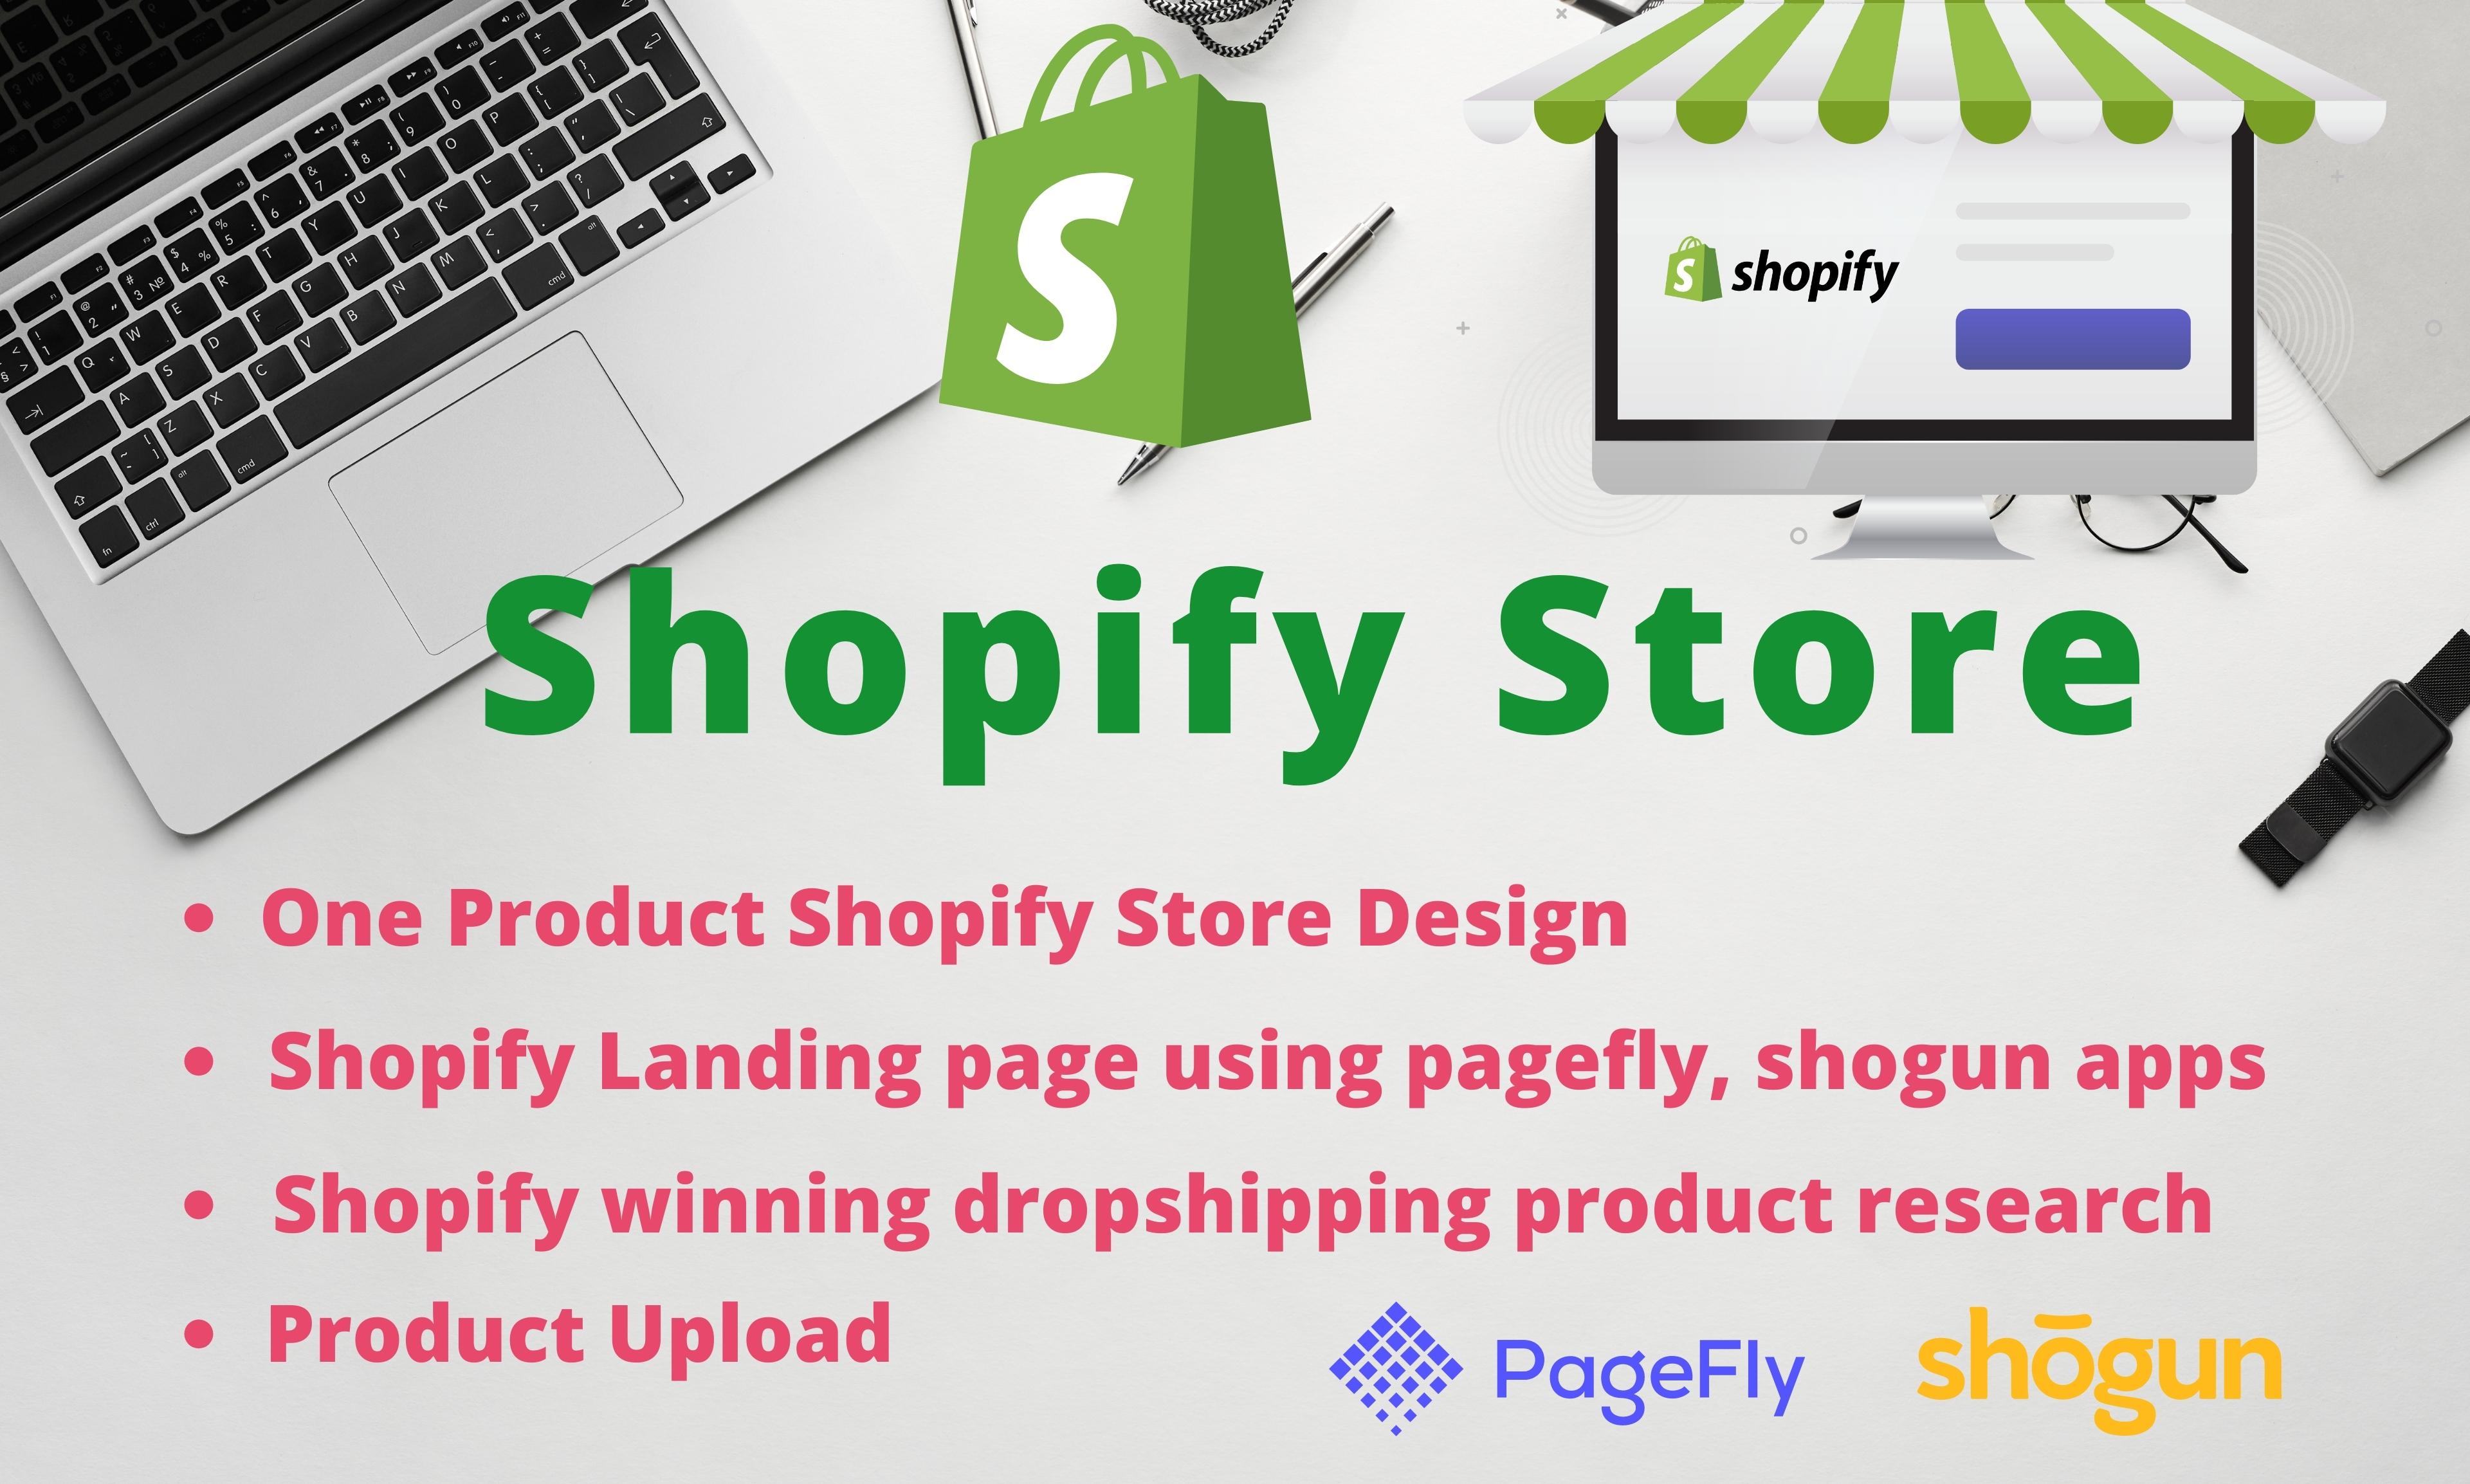 S
S shopify
Shopify Store
• One Product Shopify Store Design
• Shopify Landing page using pagefly, shogun apps
• Shopify winning dropshipping product research
• Product Upload
PageFly
shōgun